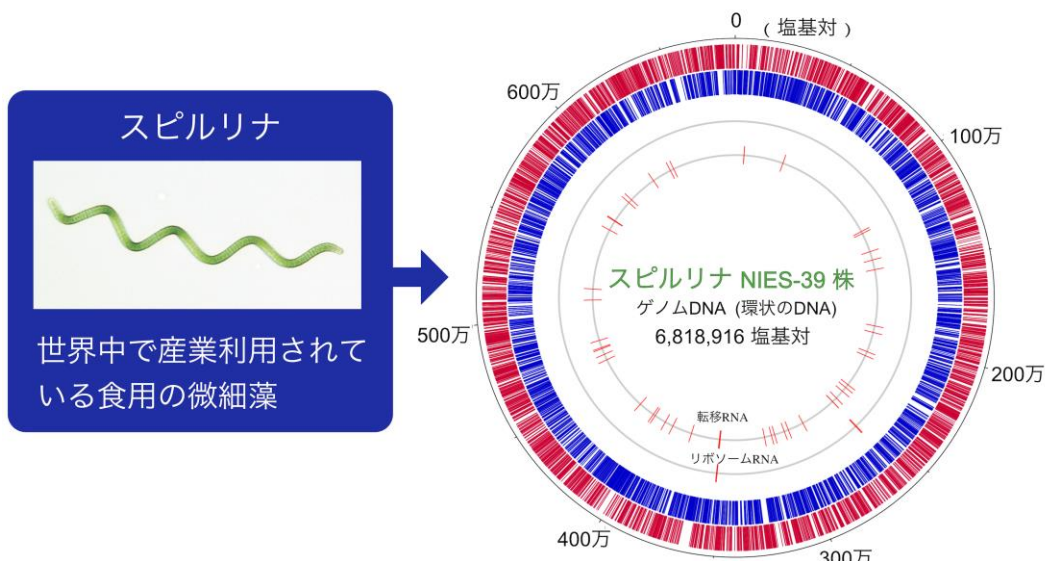 スピルリナ
世界中で産業利用されて
いる食用の微細藻
0
（塩基対）
100万
200万
300万
400万
500万
600万
スピルリナ NIES-39 株
ゲノムDNA (環状のDNA)
6,818,916 塩基対
転移RNA
リボソームRNA